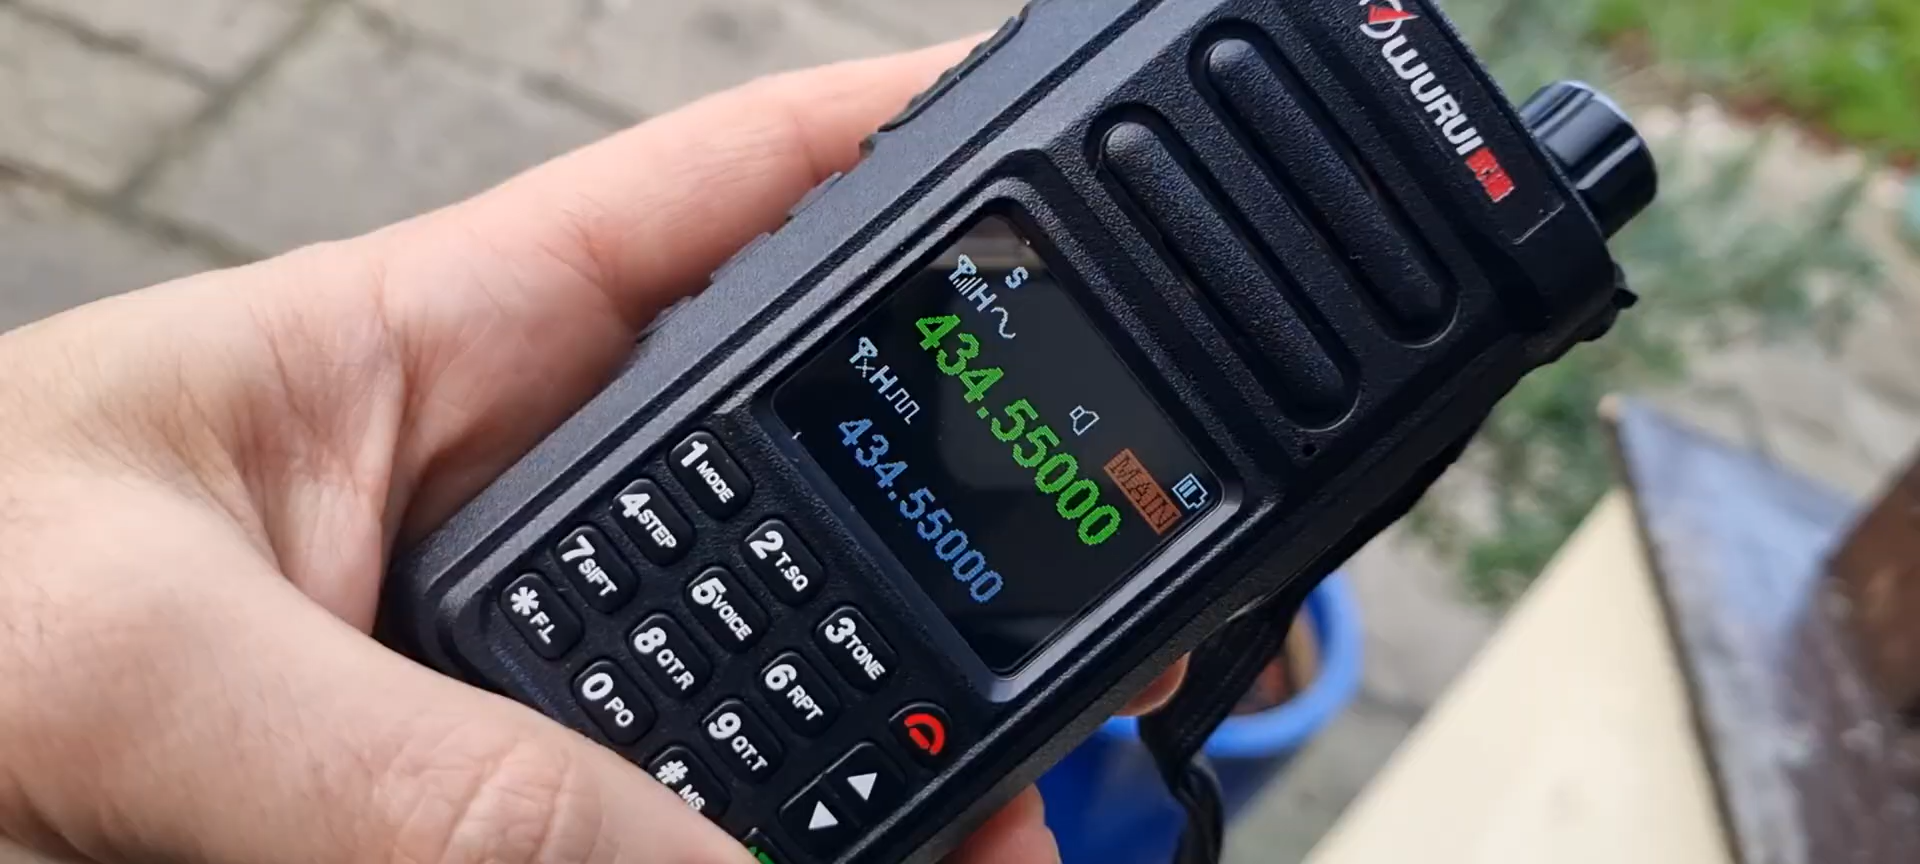 WURUI
S
H
434.55000
MAIN
H
434.55000
1 MODE
2 T.SQ
3 TONE
4 STEP
5 VOICE
6 RPT
7 SIFT
8 QT.R
9 QT.T
* F.L
0 PO
# MS